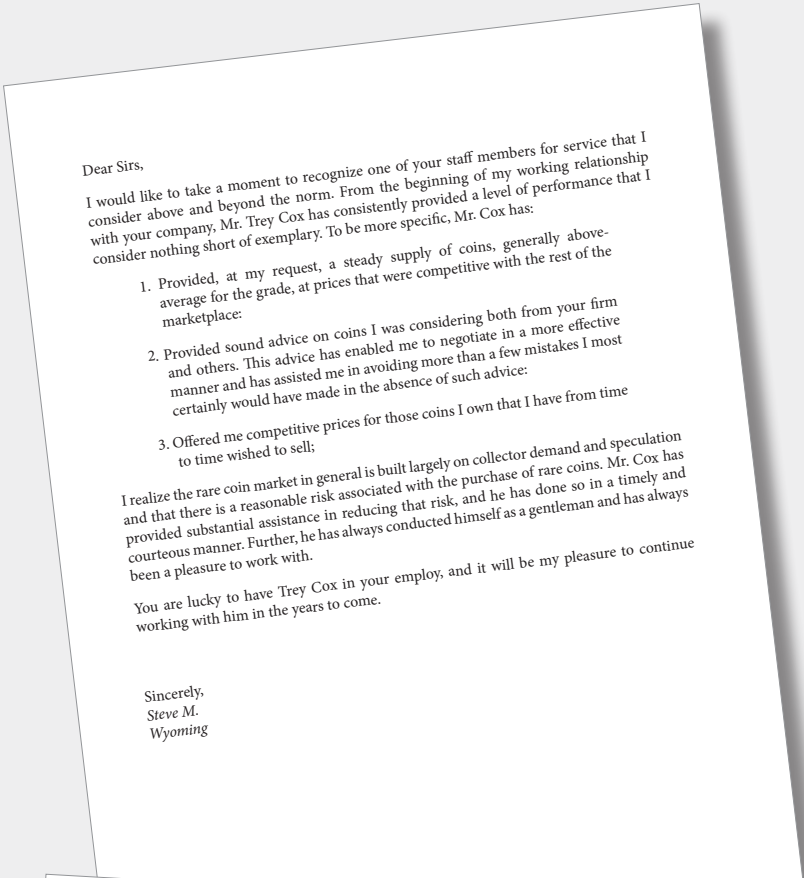 Dear Sirs,
I would like to take a moment to recognize one of your staff members for service that I
consider above and beyond the norm. From the beginning of my working relationship
with your company, Mr. Trey Cox has consistently provided a level of performance that I
consider nothing short of exemplary. To be more specific, Mr. Cox has:
1. Provided, at my request, a steady supply of coins, generally above-
average for the grade, at prices that were competitive with the rest of the
marketplace:
2. Provided sound advice on coins I was considering both from your firm
and others. This advice has enabled me to negotiate in a more effective
manner and has assisted me in avoiding more than a few mistakes I most
certainly would have made in the absence of such advice:
3. Offered me competitive prices for those coins I own that I have from time
to time wished to sell;
I realize the rare coin market in general is built largely on collector demand and speculation
and that there is a reasonable risk associated with the purchase of rare coins. Mr. Cox has
provided substantial assistance in reducing that risk, and he has done so in a timely and
courteous manner. Further, he has always conducted himself as a gentleman and has always
been a pleasure to work with.
You are lucky to have Trey Cox in your employ, and it will be my pleasure to continue
working with him in the years to come.
Sincerely,
Steve M.
Wyoming